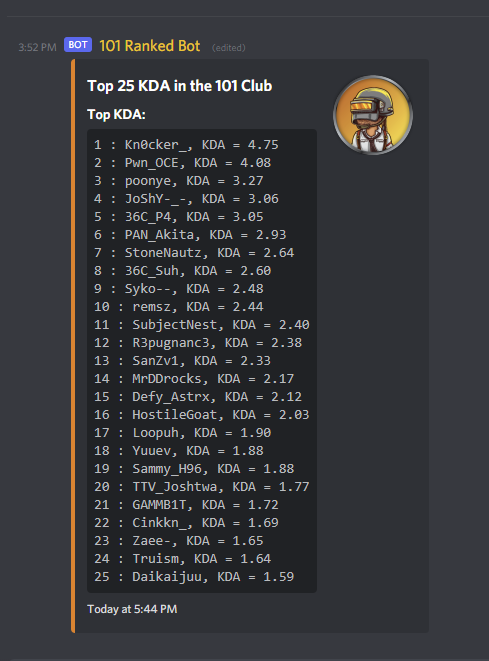 3:52 PM BOT 101 Ranked Bot (edited)
Top 25 KDA in the 101 Club
Top KDA:
1 : Kn0cker_, KDA = 4.75
2 : Pwn_OCE, KDA = 4.08
3 : poonye, KDA = 3.27
4 : JoShY-_-, KDA = 3.06
5 : 36C_P4, KDA = 3.05
6 : PAN_Akita, KDA = 2.93
7 : StoneNautz, KDA = 2.64
8 : 36C_Suh, KDA = 2.60
9 : Syko--, KDA = 2.48
10 : remsz, KDA = 2.44
11 : SubjectNest, KDA = 2.40
12 : R3pugnanc3, KDA = 2.38
13 : SanZv1, KDA = 2.33
14 : MrDDrocks, KDA = 2.17
15 : Defy_Astrx, KDA = 2.12
16 : HostileGoat, KDA = 2.03
17 : Loopuh, KDA = 1.90
18 : Yuuev, KDA = 1.88
19 : Sammy_H96, KDA = 1.88
20 : TTV_Joshtwa, KDA = 1.77
21 : GAMMB1T, KDA = 1.72
22 : Cinkkn_, KDA = 1.69
23 : Zaee-, KDA = 1.65
24 : Truism, KDA = 1.64
25 : Daikaijuu, KDA = 1.59
Today at 5:44 PM